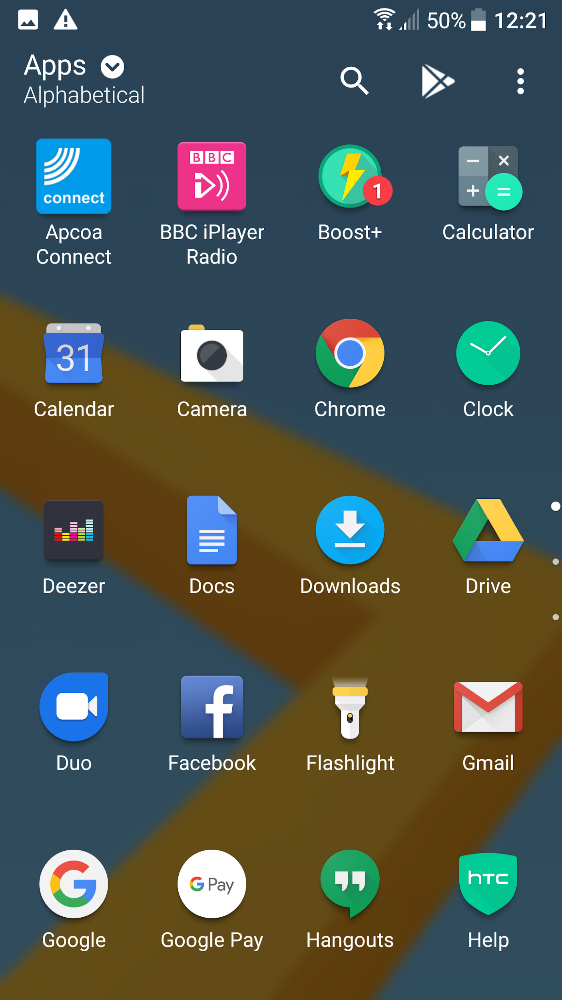 50% 12:21
Apps
Alphabetical
connect
BBC
1
Apcoa
Connect
BBC iPlayer
Radio
Boost+
Calculator
31
Calendar
Camera
Chrome
Clock
Deezer
Docs
Downloads
Drive
Duo
Facebook
Flashlight
Gmail
G Pay
hTC
Google
Google Pay
Hangouts
Help